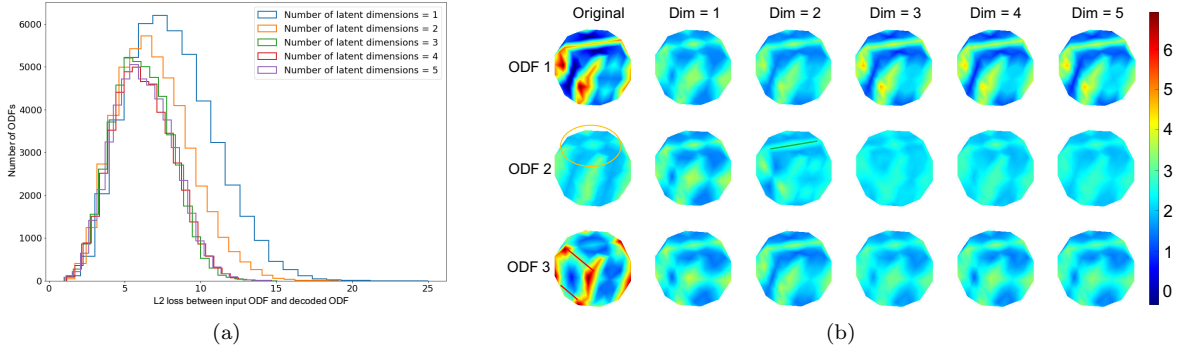 Number of latent dimensions = 1
Number of latent dimensions = 2
Number of latent dimensions = 3
Number of latent dimensions = 4
Number of latent dimensions = 5
Number of ODFs
6000
5000
4000
3000
2000
1000
0
0
5
10
15
20
25
L2 loss between input ODF and decoded ODF
(a)
Original Dim = 1 Dim = 2 Dim = 3 Dim = 4 Dim = 5
ODF 1
ODF 2
ODF 3
6
5
4
3
2
1
0
(b)